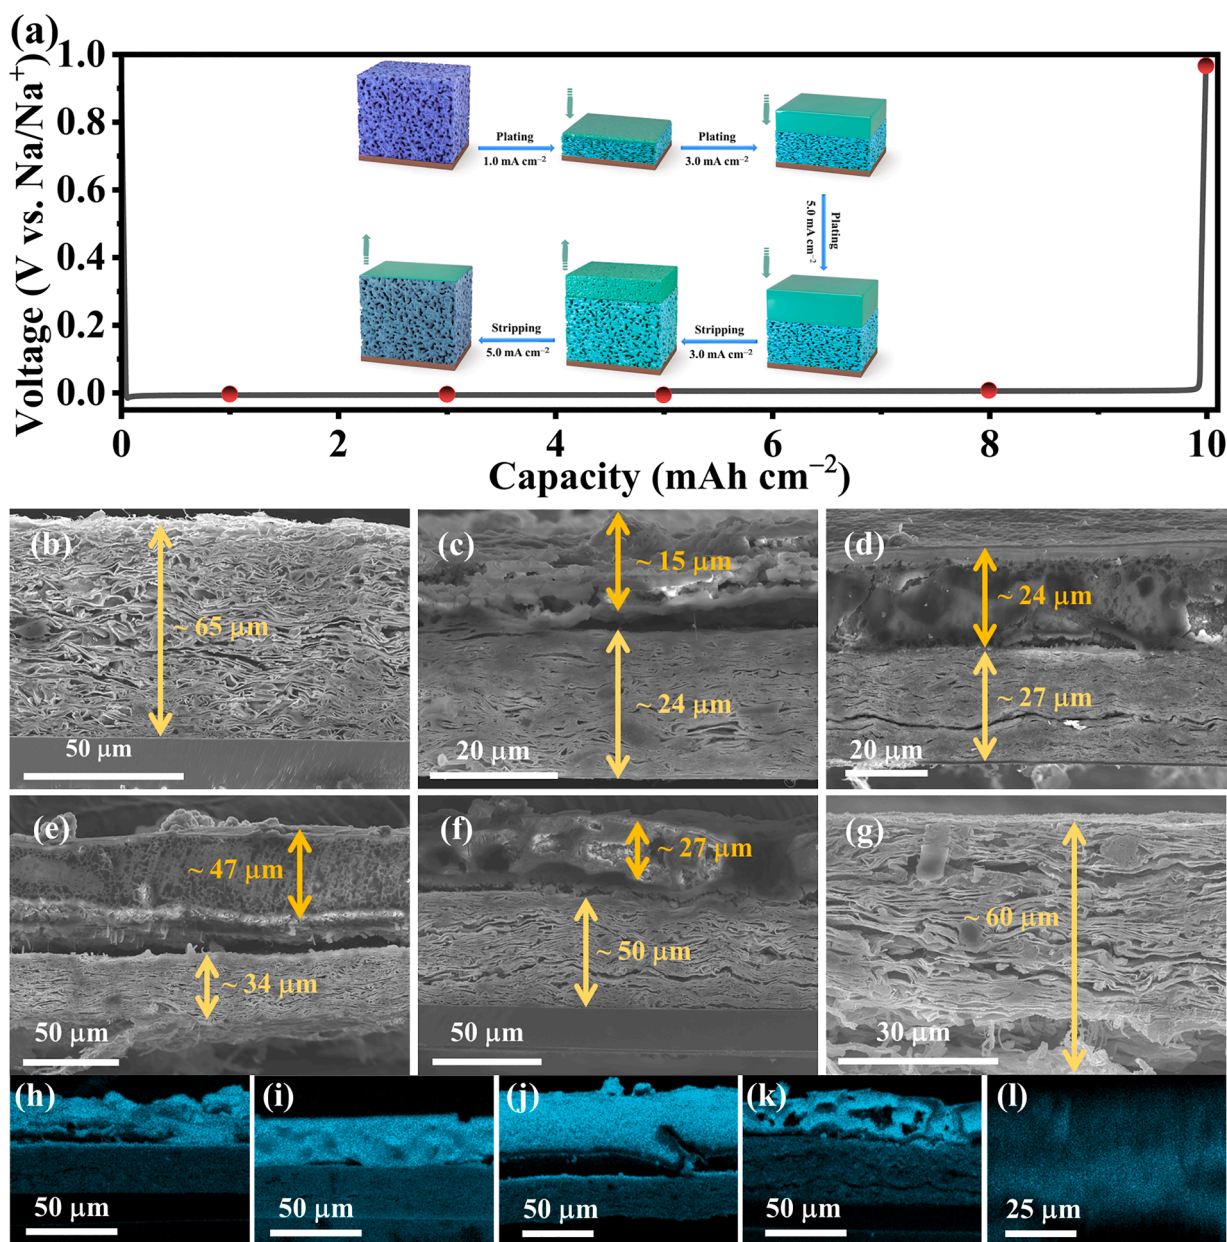 (a)
Voltage (V vs. Na/Na⁺)
1.0
0.8
0.6
0.4
0.2
0.0
Plating
1.0 mA cm⁻²
Plating
3.0 mA cm⁻²
Plating
5.0 mA cm⁻²
Stripping
3.0 mA cm⁻²
Stripping
5.0 mA cm⁻²
0 2 4 6 8 10
Capacity (mAh cm⁻²)
(b)
~ 65 μm
50 μm
(c)
~ 15 μm
~ 24 μm
20 μm
(d)
~ 24 μm
~ 27 μm
20 μm
(e)
~ 47 μm
~ 34 μm
50 μm
(f)
~ 27 μm
~ 50 μm
50 μm
(g)
~ 60 μm
30 μm
(h)
50 μm
(i)
50 μm
(j)
50 μm
(k)
50 μm
(l)
25 μm